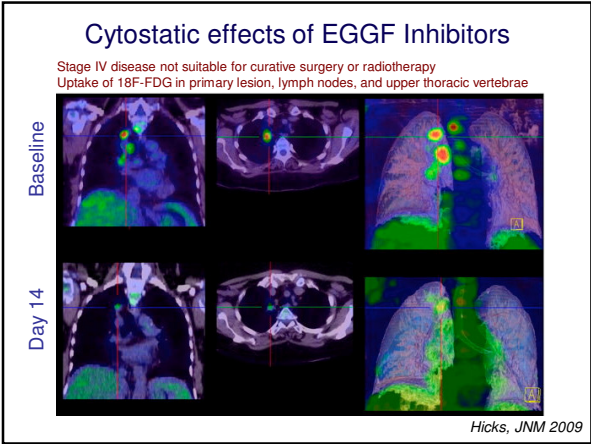 Cytostatic effects of EGGF Inhibitors
Stage IV disease not suitable for curative surgery or radiotherapy
Uptake of 18F-FDG in primary lesion, lymph nodes, and upper thoracic vertebrae
Baseline
A
Day 14
A
Hicks, JNM 2009